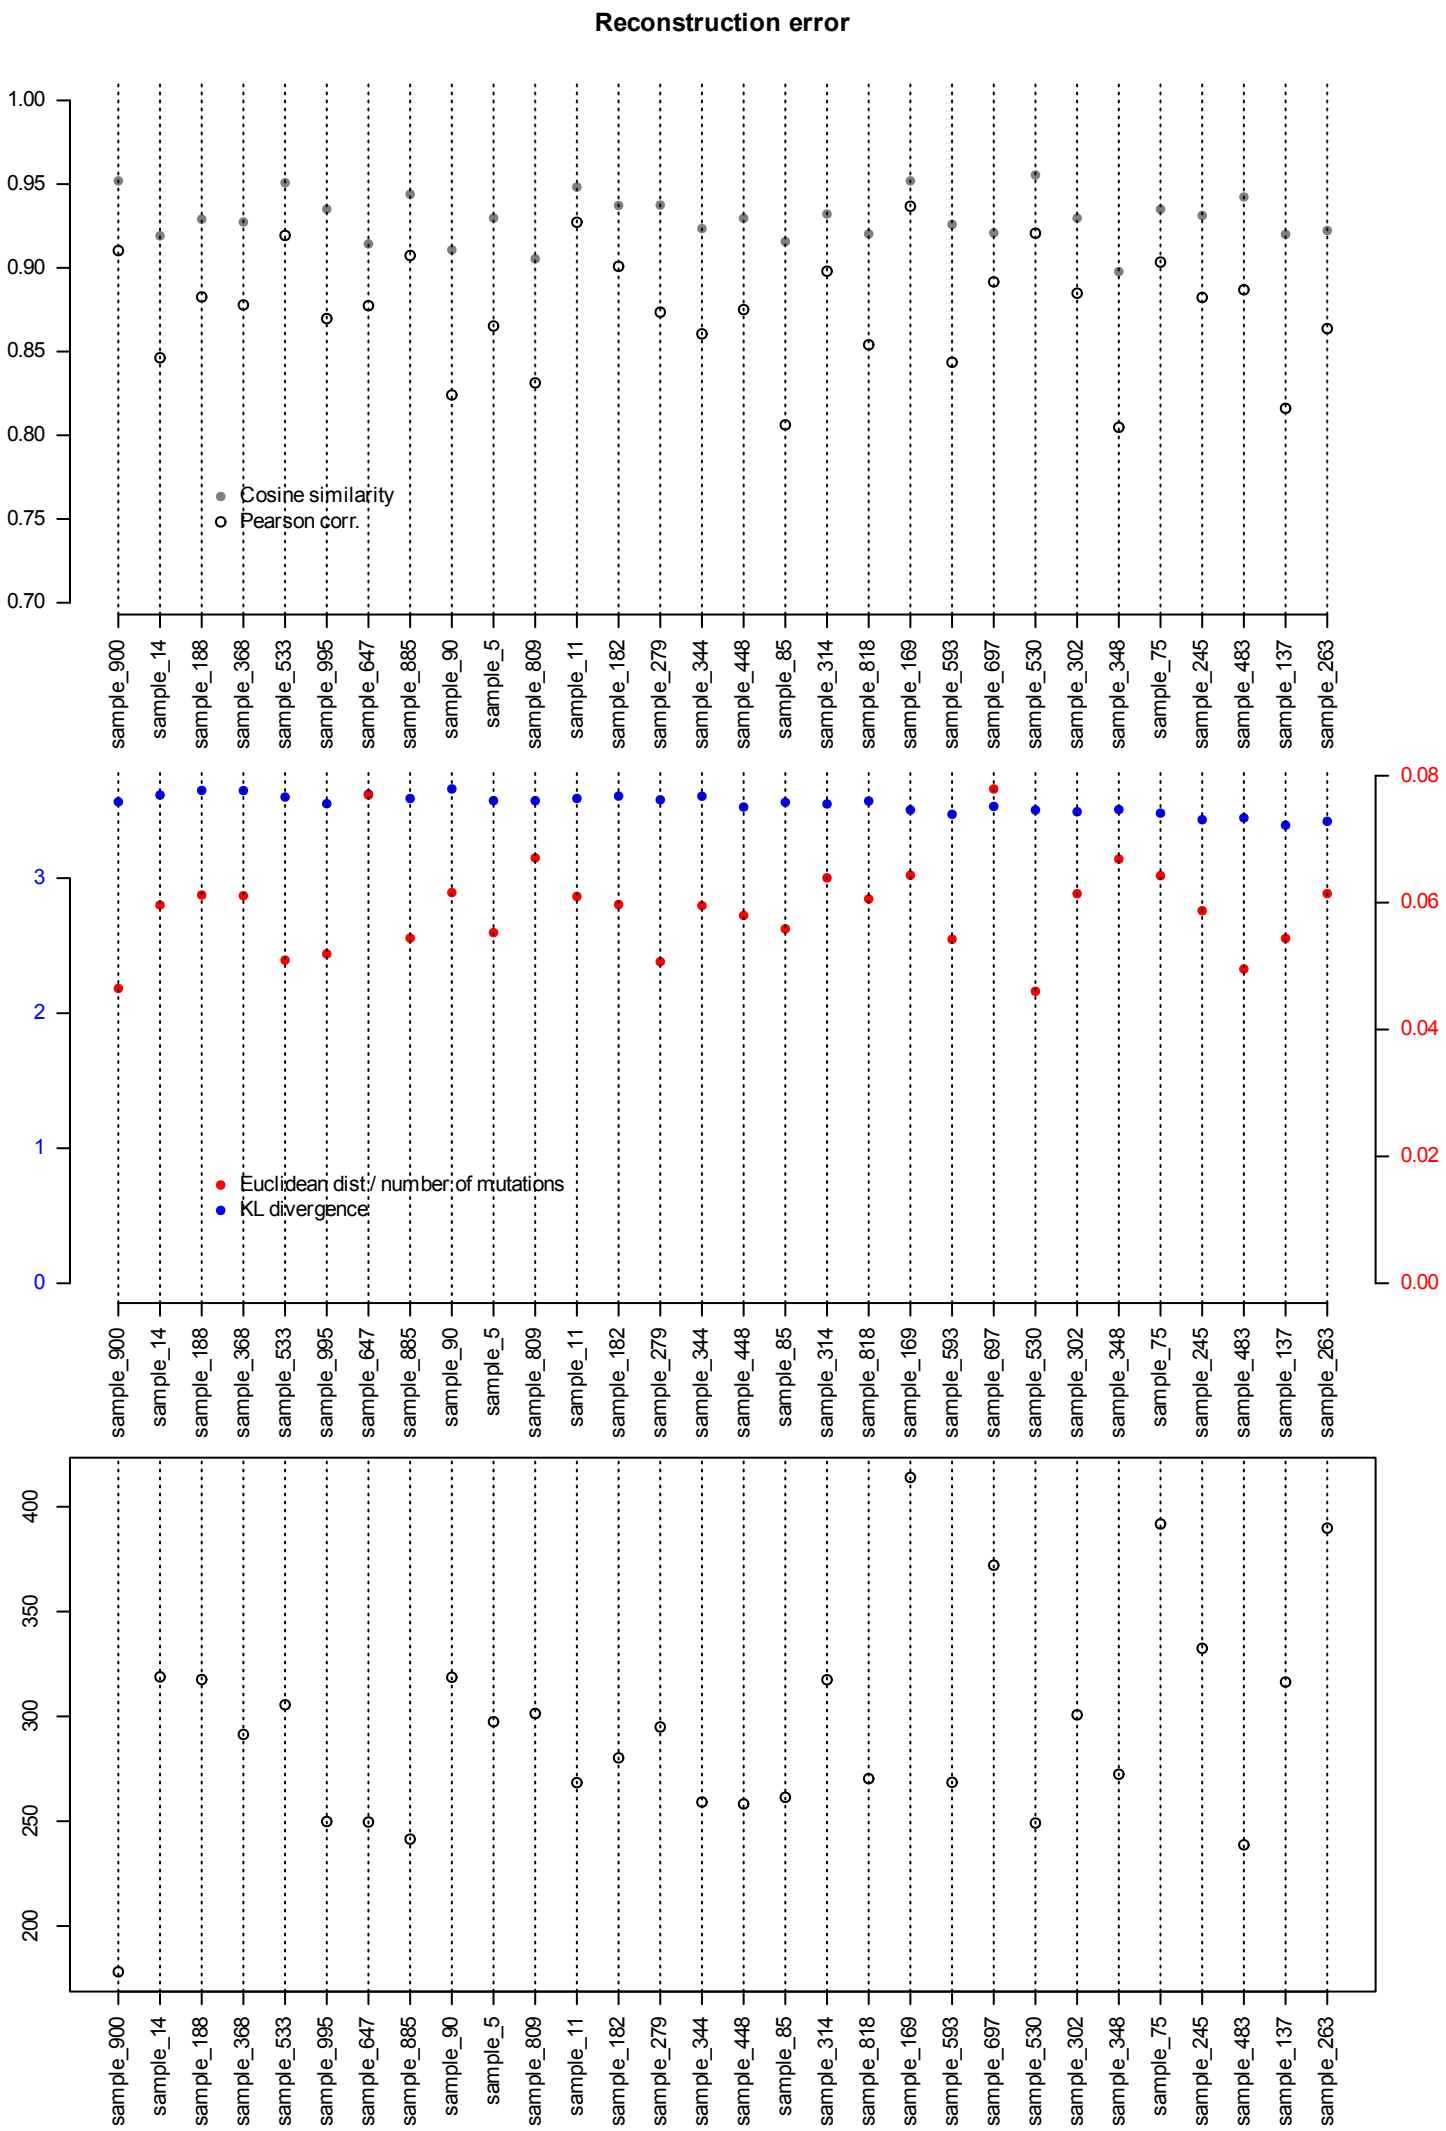 Reconstruction error
1.00
0.95
0.90
0.85
0.80
0.75
0.70
Cosine similarity
Pearson corr.
sample_900
sample_14
sample_188
sample_368
sample_533
sample_995
sample_647
sample_885
sample_90
sample_5
sample_809
sample_11
sample_182
sample_279
sample_344
sample_448
sample_85
sample_314
sample_818
sample_169
sample_593
sample_697
sample_530
sample_302
sample_348
sample_75
sample_245
sample_483
sample_137
sample_263
3
2
1
0
0.08
0.06
0.04
0.02
0.00
Euclidean dist./ number of mutations
KL divergence
sample_900
sample_14
sample_188
sample_368
sample_533
sample_995
sample_647
sample_885
sample_90
sample_5
sample_809
sample_11
sample_182
sample_279
sample_344
sample_448
sample_85
sample_314
sample_818
sample_169
sample_593
sample_697
sample_530
sample_302
sample_348
sample_75
sample_245
sample_483
sample_137
sample_263
400
350
300
250
200
sample_900
sample_14
sample_188
sample_368
sample_533
sample_995
sample_647
sample_885
sample_90
sample_5
sample_809
sample_11
sample_182
sample_279
sample_344
sample_448
sample_85
sample_314
sample_818
sample_169
sample_593
sample_697
sample_530
sample_302
sample_348
sample_75
sample_245
sample_483
sample_137
sample_263